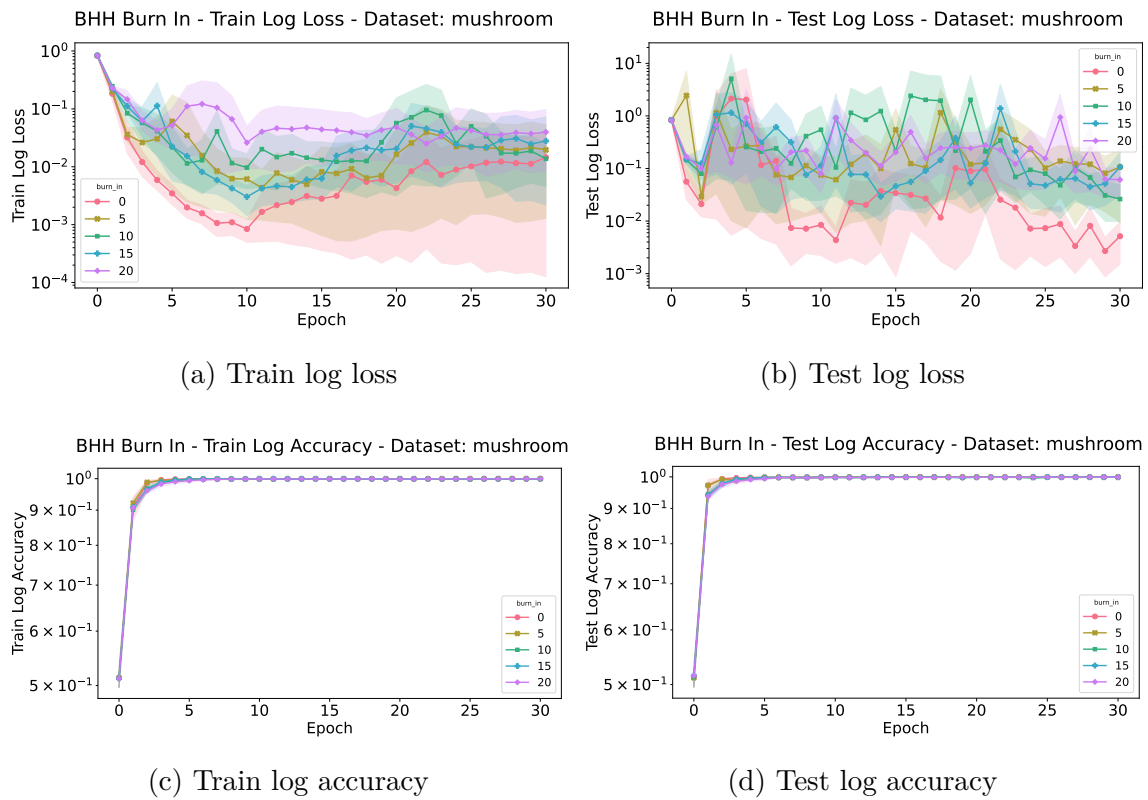 BHH Burn In - Train Log Loss - Dataset: mushroom
Train Log Loss
10^0
10^-1
10^-2
10^-3
10^-4
burn_in
0
5
10
15
20
0 5 10 15 20 25 30
Epoch
(a) Train log loss
BHH Burn In - Test Log Loss - Dataset: mushroom
Test Log Loss
10^1
10^0
10^-1
10^-2
10^-3
burn_in
0
5
10
15
20
0 5 10 15 20 25 30
Epoch
(b) Test log loss
BHH Burn In - Train Log Accuracy - Dataset: mushroom
Train Log Accuracy
10^0
9 × 10^-1
8 × 10^-1
7 × 10^-1
6 × 10^-1
5 × 10^-1
burn_in
0
5
10
15
20
0 5 10 15 20 25 30
Epoch
(c) Train log accuracy
BHH Burn In - Test Log Accuracy - Dataset: mushroom
Test Log Accuracy
10^0
9 × 10^-1
8 × 10^-1
7 × 10^-1
6 × 10^-1
5 × 10^-1
burn_in
0
5
10
15
20
0 5 10 15 20 25 30
Epoch
(d) Test log accuracy